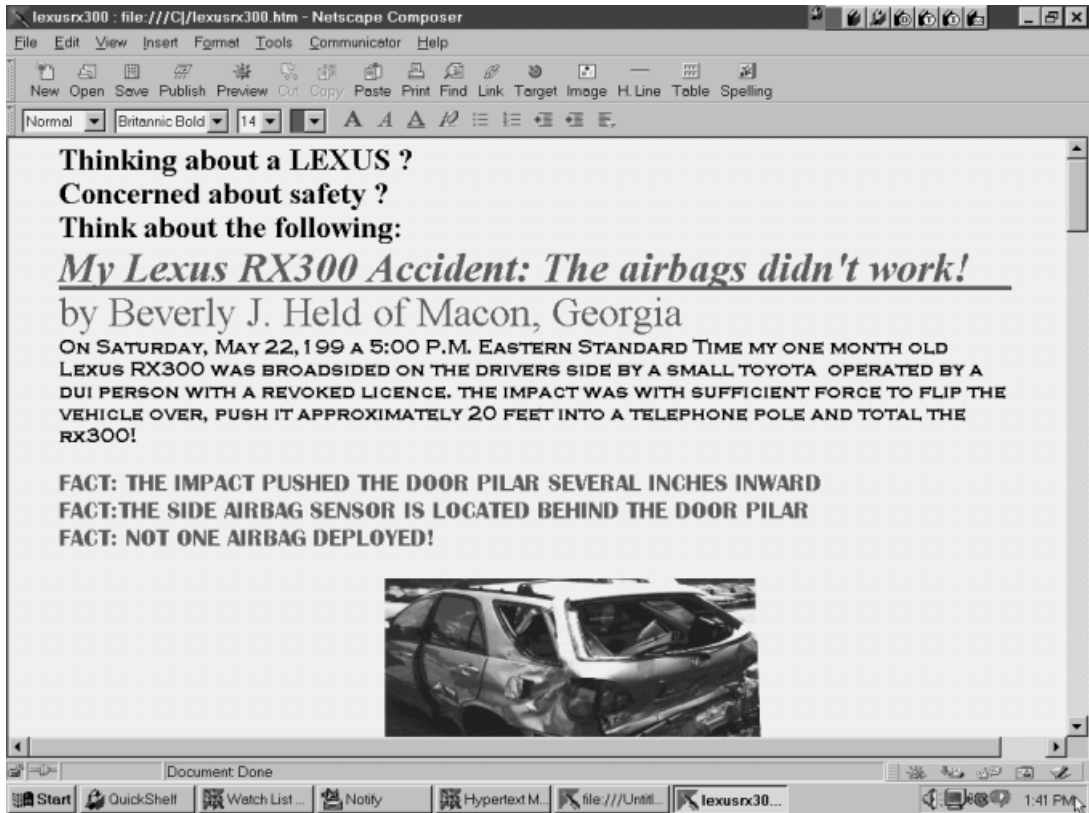 lexusrx300 : file:///C|/lexusrx300.htm - Netscape Composer
File Edit View Insert Format Tools Communicator Help
New Open Save Publish Preview Cut Copy Paste Print Find Link Target Image H. Line Table Spelling
Normal Britannic Bold 14
Thinking about a LEXUS ?
Concerned about safety ?
Think about the following:
My Lexus RX300 Accident: The airbags didn't work!
by Beverly J. Held of Macon, Georgia
ON SATURDAY, MAY 22,199 A 5:00 P.M. EASTERN STANDARD TIME MY ONE MONTH OLD
LEXUS RX300 WAS BROADSIDED ON THE DRIVERS SIDE BY A SMALL TOYOTA OPERATED BY A
DUI PERSON WITH A REVOKED LICENCE. THE IMPACT WAS WITH SUFFICIENT FORCE TO FLIP THE
VEHICLE OVER, PUSH IT APPROXIMATELY 20 FEET INTO A TELEPHONE POLE AND TOTAL THE
RX300!
FACT: THE IMPACT PUSHED THE DOOR PILAR SEVERAL INCHES INWARD
FACT:THE SIDE AIRBAG SENSOR IS LOCATED BEHIND THE DOOR PILAR
FACT: NOT ONE AIRBAG DEPLOYED!
Document: Done
Start QuickShelf Watch List ... Notify Hypertext M... file:///Untitl... lexusrx30... 1:41 PM